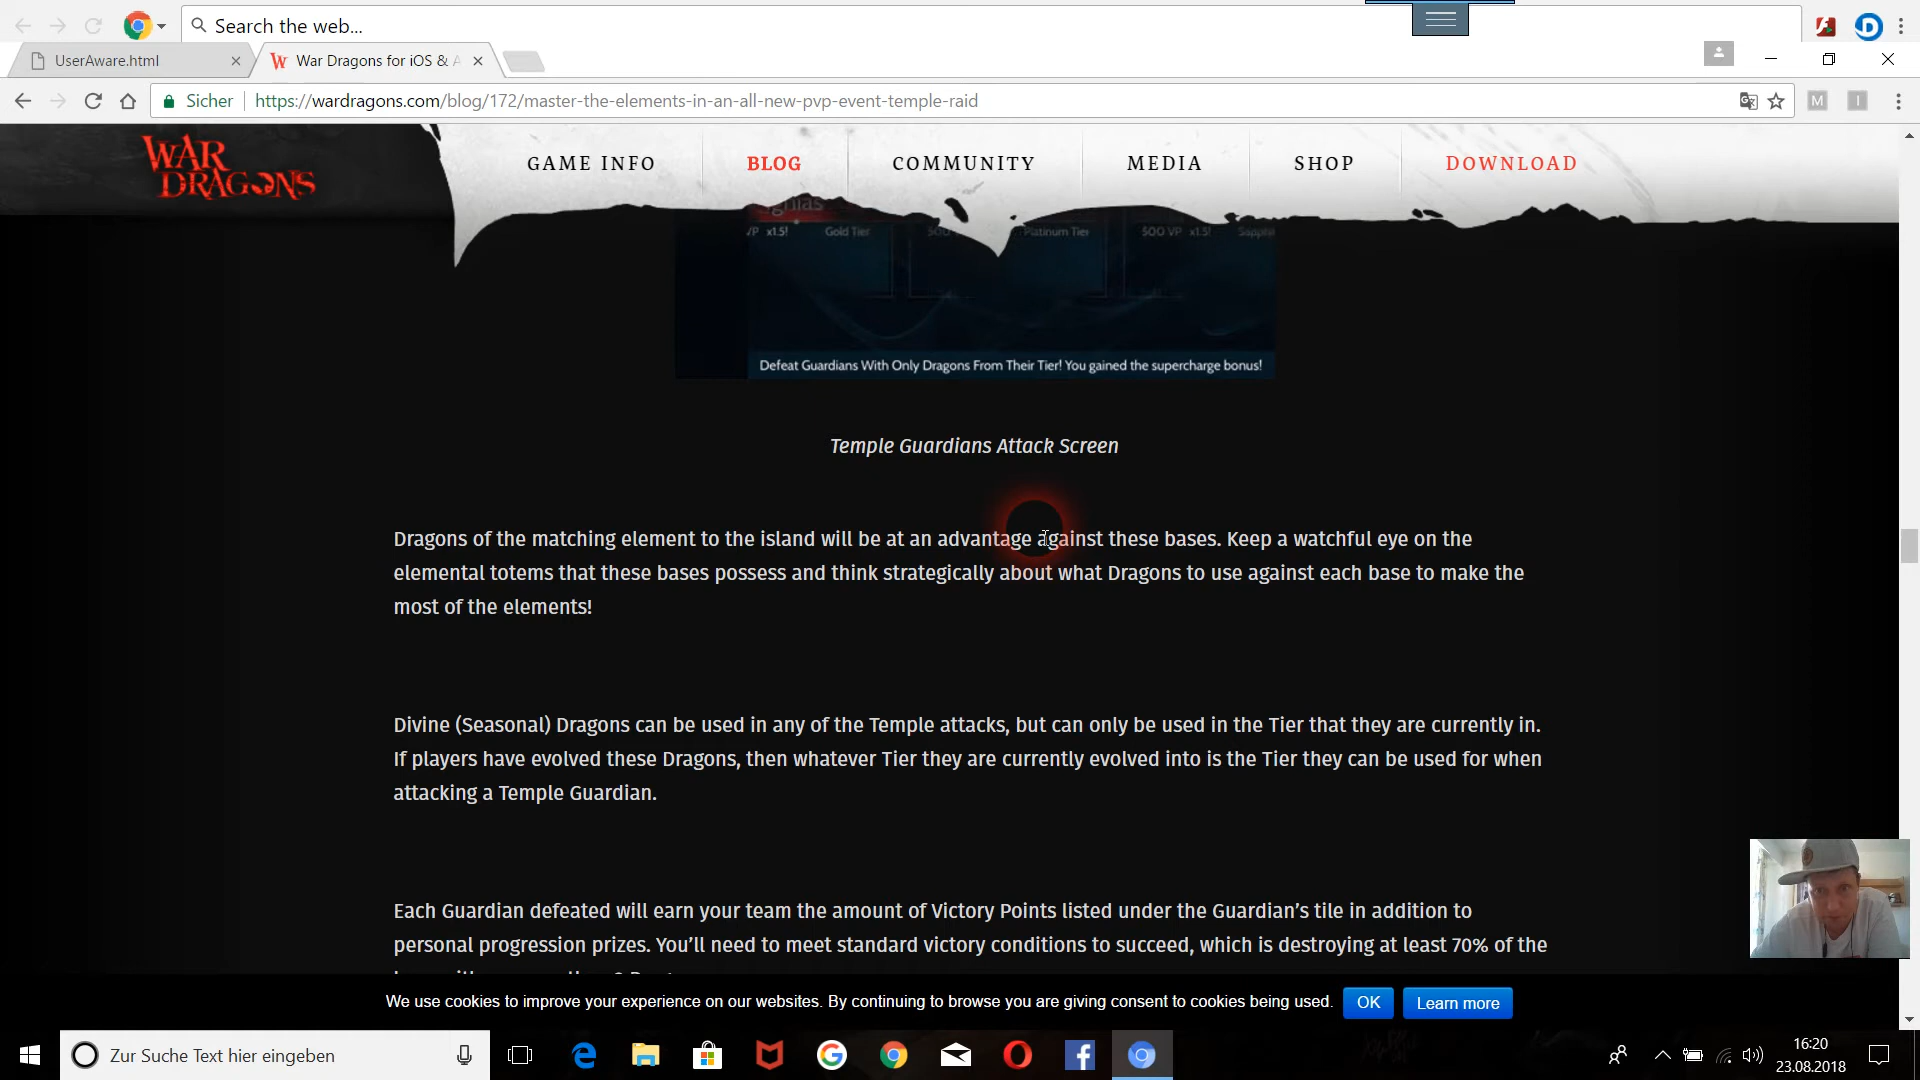 Search the web...
UserAware.html
War Dragons for iOS & A
Sicher
https://wardragons.com/blog/172/master-the-elements-in-an-all-new-pvp-event-temple-raid
M
I
WAR
DRAGONS
GAME INFO
BLOG
COMMUNITY
MEDIA
SHOP
DOWNLOAD
VP x1.5! Gold Tier
Platinum Tier
500 VP x1.5!
Defeat Guardians With Only Dragons From Their Tier! You gained the supercharge bonus!
Temple Guardians Attack Screen
Dragons of the matching element to the island will be at an advantage against these bases. Keep a watchful eye on the
elemental totems that these bases possess and think strategically about what Dragons to use against each base to make the
most of the elements!
Divine (Seasonal) Dragons can be used in any of the Temple attacks, but can only be used in the Tier that they are currently in.
If players have evolved these Dragons, then whatever Tier they are currently evolved into is the Tier they can be used for when
attacking a Temple Guardian.
Each Guardian defeated will earn your team the amount of Victory Points listed under the Guardian's tile in addition to
personal progression prizes. You'll need to meet standard victory conditions to succeed, which is destroying at least 70% of the
We use cookies to improve your experience on our websites. By continuing to browse you are giving consent to cookies being used.
OK
Learn more
Zur Suche Text hier eingeben
16:20
23.08.2018